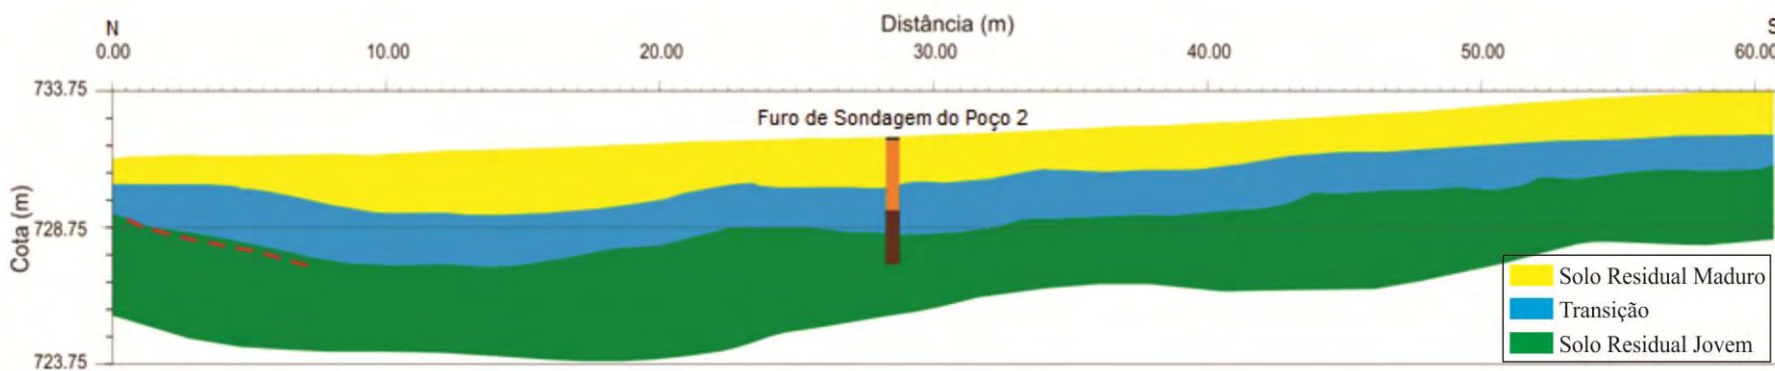 Distância (m)
N
S
0.00 10.00 20.00 30.00 40.00 50.00 60.00
733.75
Furo de Sondagem do Poço 2
Cota (m)
728.75
723.75
Solo Residual Maduro
Transição
Solo Residual Jovem